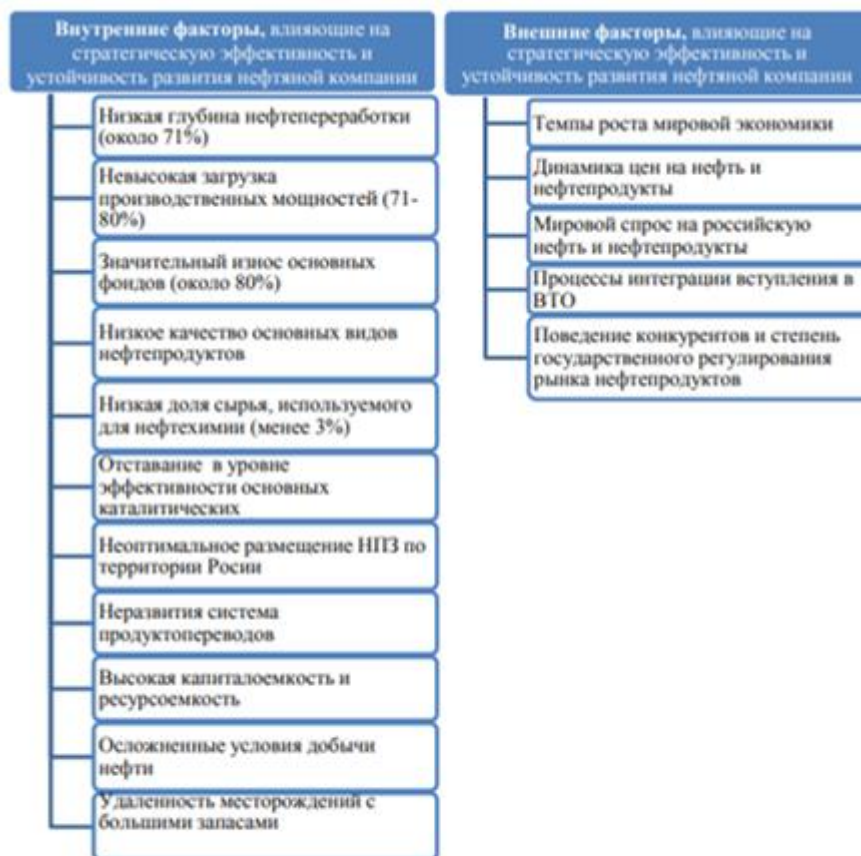 Внутренние факторы, влияющие на
стратегическую эффективность и
устойчивость развития нефтяной компании
Низкая глубина нефтепереработки
(около 71%)
Невысокая загрузка
производственных мощностей (71-
80%)
Значительный износ основных
фондов (около 80%)
Низкое качество основных видов
нефтепродуктов
Низкая доля сырья, используемого
для нефтехимии (менее 3%)
Отставание в уровне
эффективности основных
каталитических
Неоптимальное размещение НПЗ по
территории Росии
Неразвития система
продуктопереводов
Высокая капиталоемкость и
ресурсоемкость
Осложненные условия добычи
нефти
Удаленность месторождений с
большими запасами
Внешние факторы, влияющие на
стратегическую эффективность и
устойчивость развития нефтяной компании
Темпы роста мировой экономики
Динамика цен на нефть и
нефтепродукты
Мировой спрос на российскую
нефть и нефтепродукты
Процессы интеграции вступления в
ВТО
Поведение конкурентов и степень
государственного регулирования
рынка нефтепродуктов